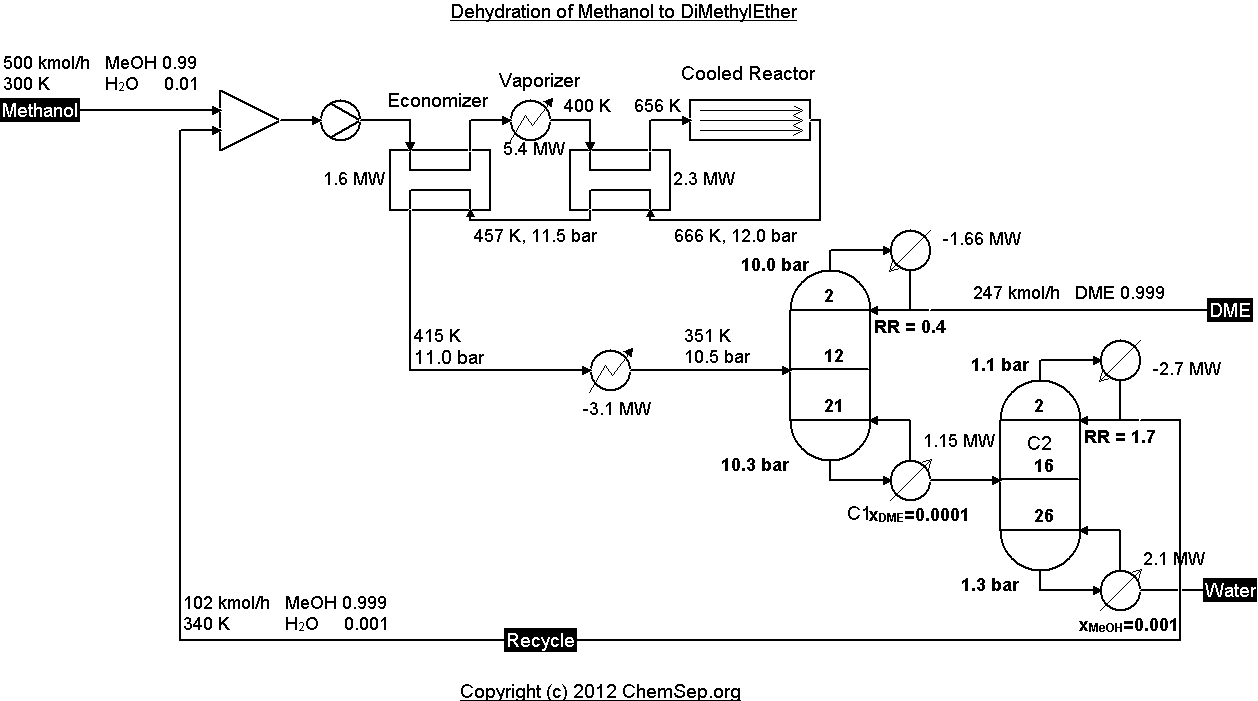 Dehydration of Methanol to DiMethylEther
500 kmol/h MeOH 0.99
300 K H₂O 0.01
Methanol
Economizer
Vaporizer
400 K
656 K
Cooled Reactor
5.4 MW
1.6 MW
2.3 MW
457 K, 11.5 bar
666 K, 12.0 bar
10.0 bar
-1.66 MW
2
247 kmol/h DME 0.999
DME
RR = 0.4
415 K
11.0 bar
351 K
10.5 bar
12
-3.1 MW
21
10.3 bar
1.15 MW
C1
xDME=0.0001
1.1 bar
-2.7 MW
2
RR = 1.7
C2
16
26
1.3 bar
2.1 MW
Water
xMeOH=0.001
102 kmol/h MeOH 0.999
340 K H₂O 0.001
Recycle
Copyright (c) 2012 ChemSep.org